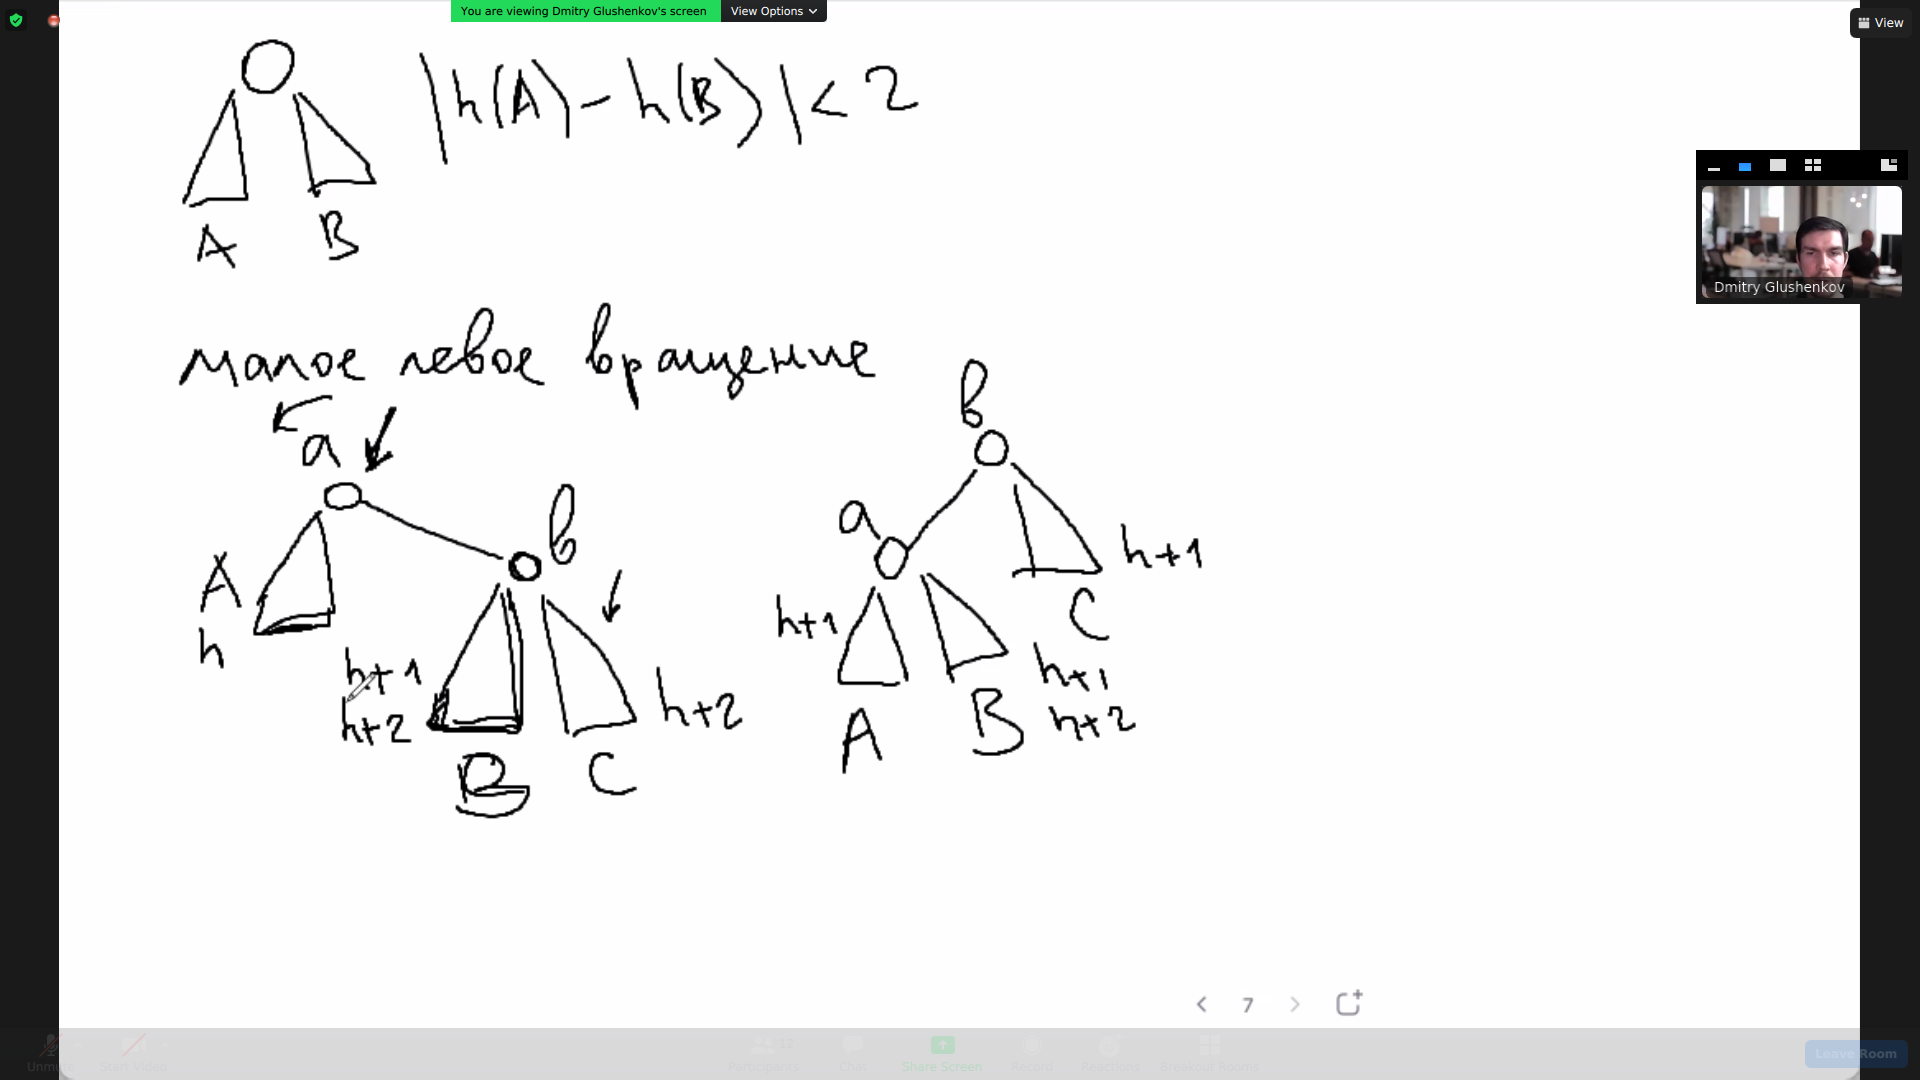 You are viewing Dmitry Glushenkov's screen
View Options
View
|h(A) - h(B)| < 2
A
B
Dmitry Glushenkov
малое левое вращение
в
a
в
a
A
h
h+1
h+2
B
C
h+2
h+1
C
h+1
A
B
h+1
h+2
7
Unmute
Start Video
Participants
12
Chat
Share Screen
Record
Reactions
Breakout Rooms
Leave Room